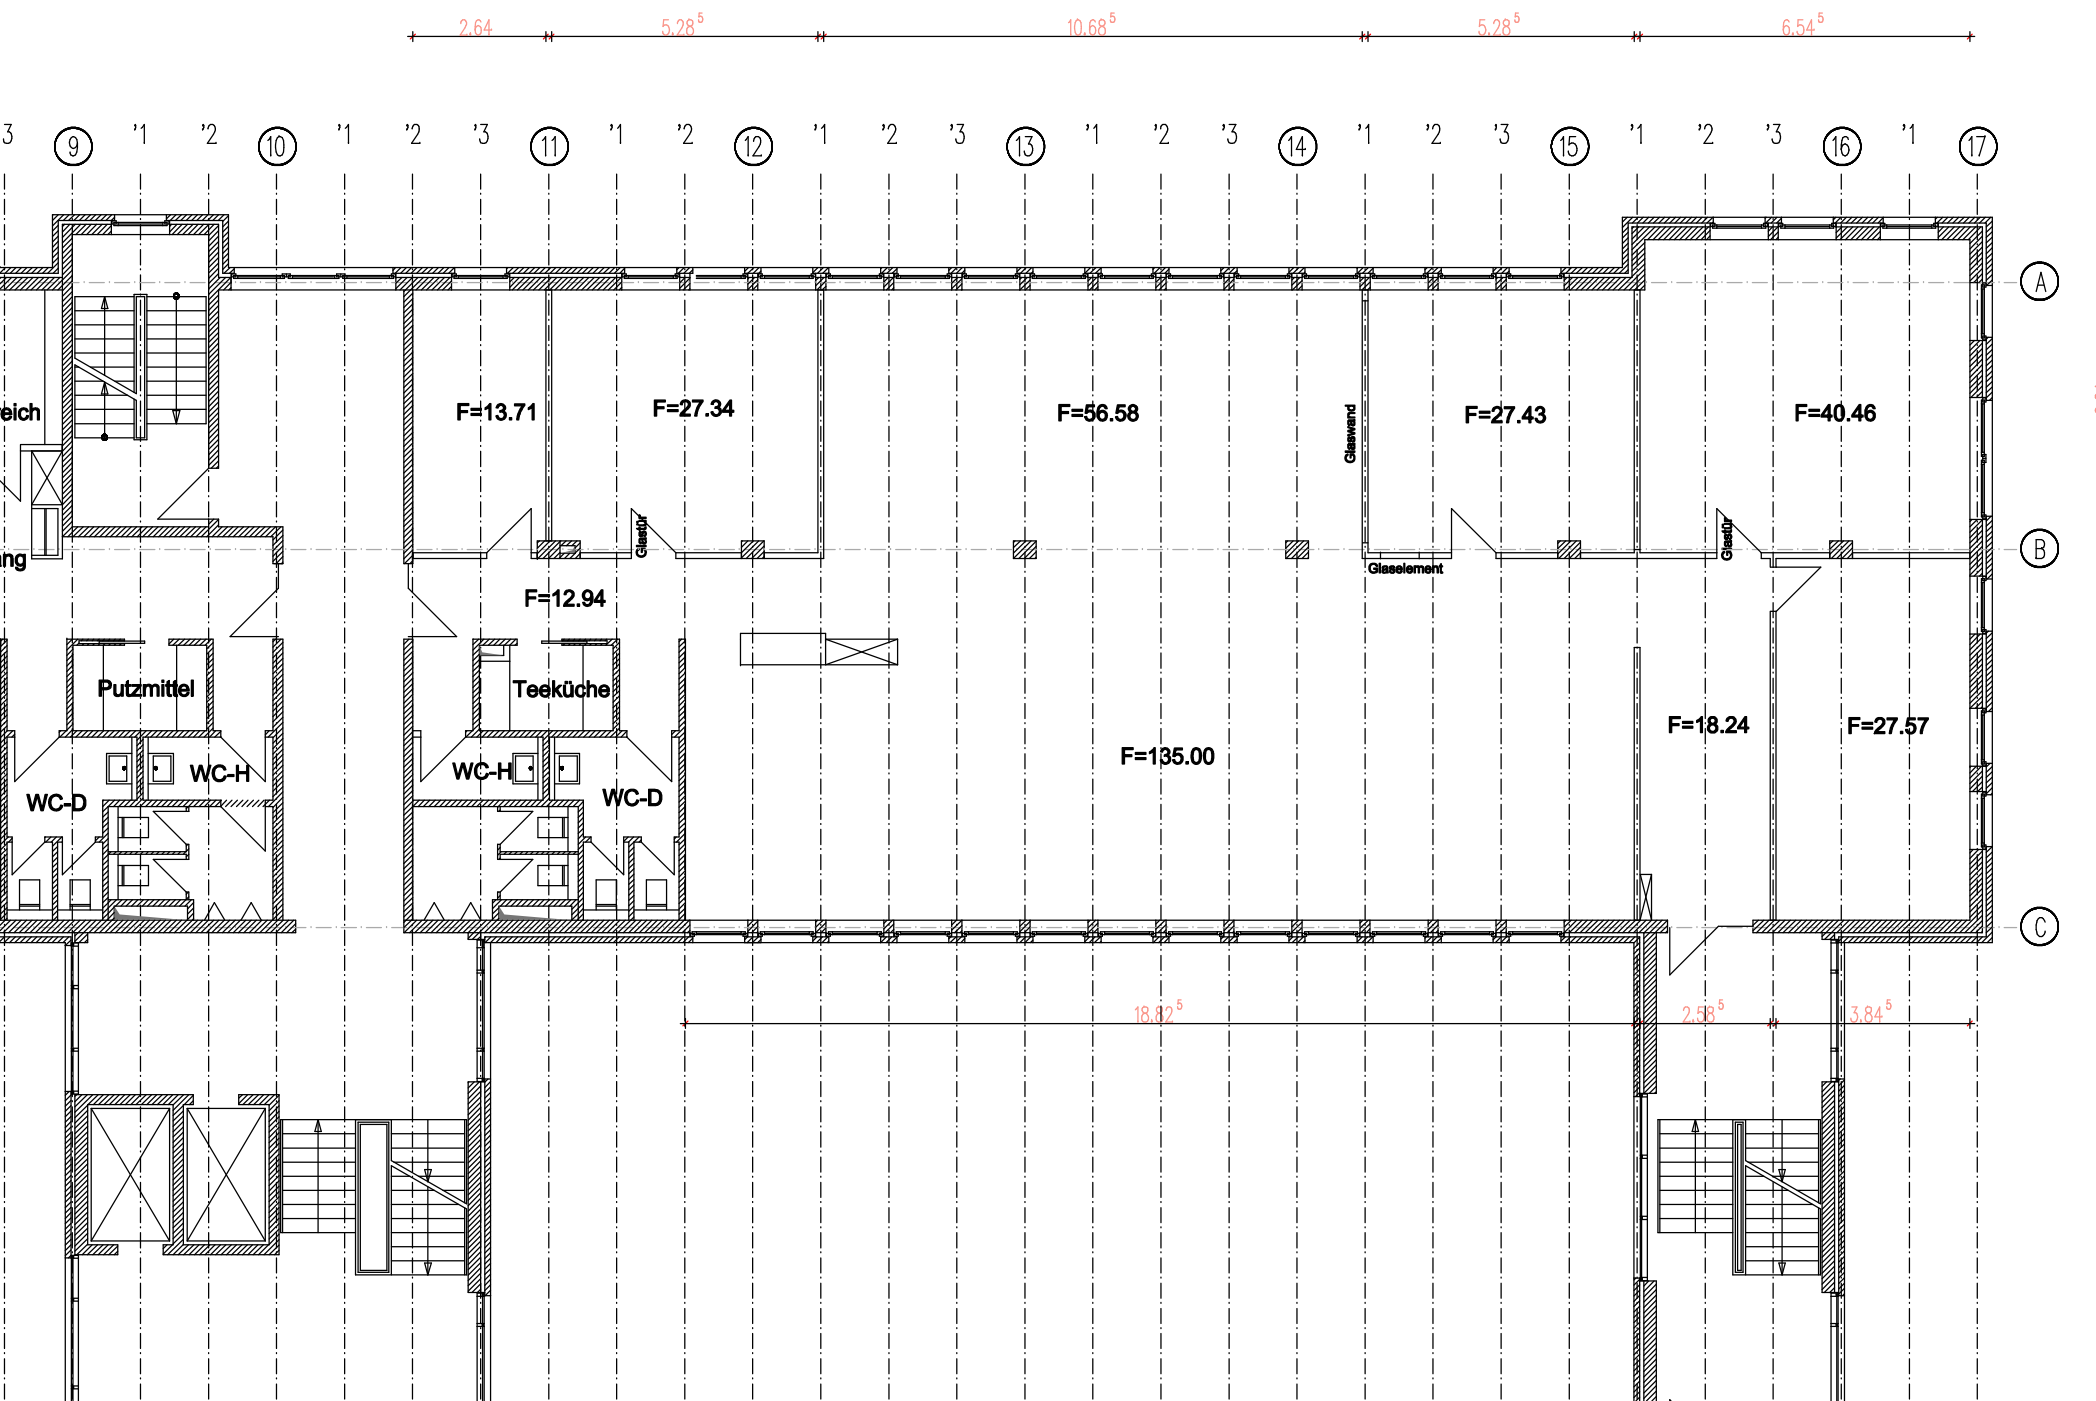 2.64 5.28⁵ 10.68⁵ 5.28⁵ 6.54⁵
3 9 '1 '2 10 '1 '2 '3 11 '1 '2 12 '1 '2 '3 13 '1 '2 '3 14 '1 '2 '3 15 '1 '2 '3 16 '1 17
A
eich
F=13.71 F=27.34 F=56.58 Glaswand F=27.43 F=40.46
Glastür Glastür
B
ang
Glaselement
F=12.94
Putzmittel Teeküche
F=18.24 F=27.57
F=135.00
WC-H WC-H
WC-D WC-D
C
18.82⁵ 2.58⁵ 3.84⁵